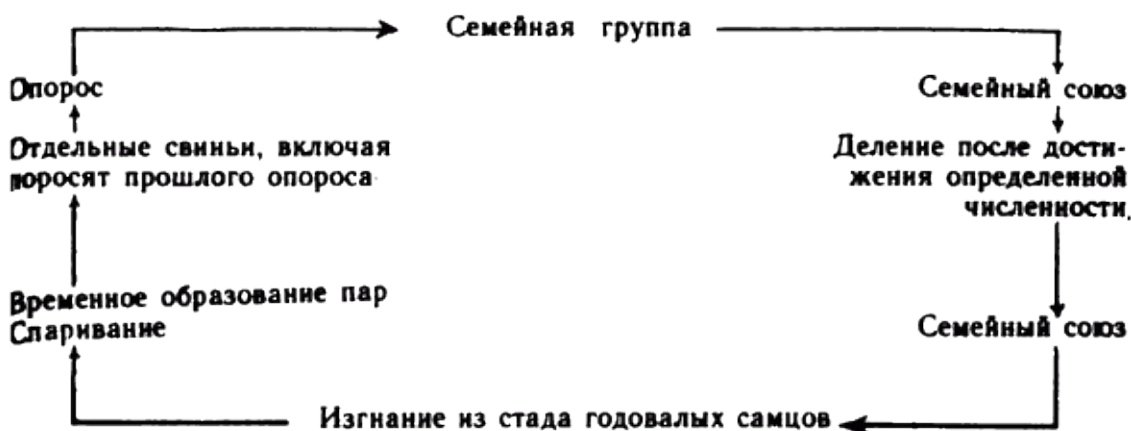 Семейная группа
Опорос
Семейный союз
Отдельные свиньи, включая
поросят прошлого опороса
Деление после дости-
жения определенной
численности.
Временное образование пар
Спаривание
Семейный союз
Изгнание из стада годовалых самцов